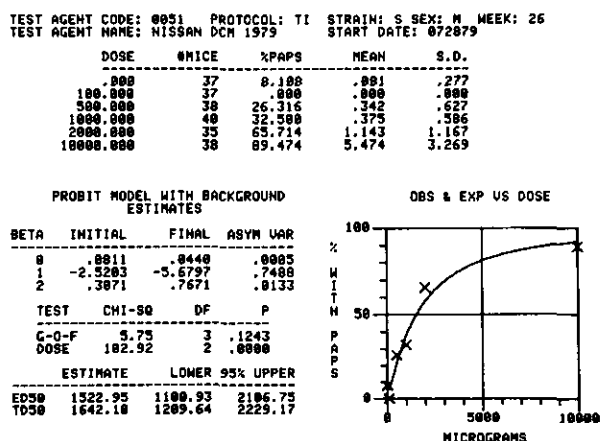 TEST AGENT CODE: 0051 PROTOCOL: TI STRAIN: S SEX: M WEEK: 26
TEST AGENT NAME: NISSAN DCM 1979 START DATE: 072879
DOSE #MICE %PAPS MEAN S.D.
.000 37 8.108 .081 .277
100.000 37 .000 .000 .000
500.000 38 26.316 .342 .627
1000.000 40 32.500 .375 .586
2000.000 35 65.714 1.143 1.167
10000.000 38 89.474 5.474 3.269
PROBIT MODEL WITH BACKGROUND
ESTIMATES
BETA INITIAL FINAL ASYM VAR
0 .0811 .0440 .0005
1 -2.5203 -5.6797 .7488
2 .3071 .7671 .0133
TEST CHI-SQ DF P
G-O-F 5.75 3 .1243
DOSE 102.92 2 .0000
ESTIMATE LOWER 95% UPPER
ED50 1522.95 1100.93 2106.75
TD50 1642.10 1209.64 2229.17
OBS & EXP VS DOSE
% WITH PAPS
100
50
0
0 5000 10000
MICROGRAMS